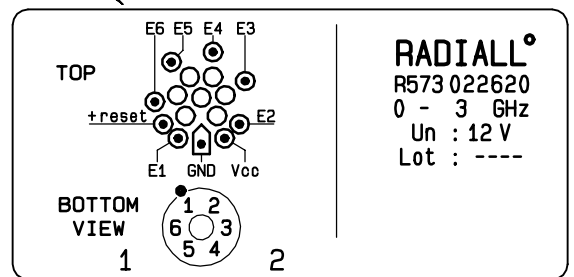 E6 E5 E4 E3
TOP
+reset
E2
E1 GND Vcc
BOTTOM
VIEW
1 2
6 3
5 4
1 2
RADIALL°
R573 022620
0 - 3 GHz
Un : 12 V
Lot : ----